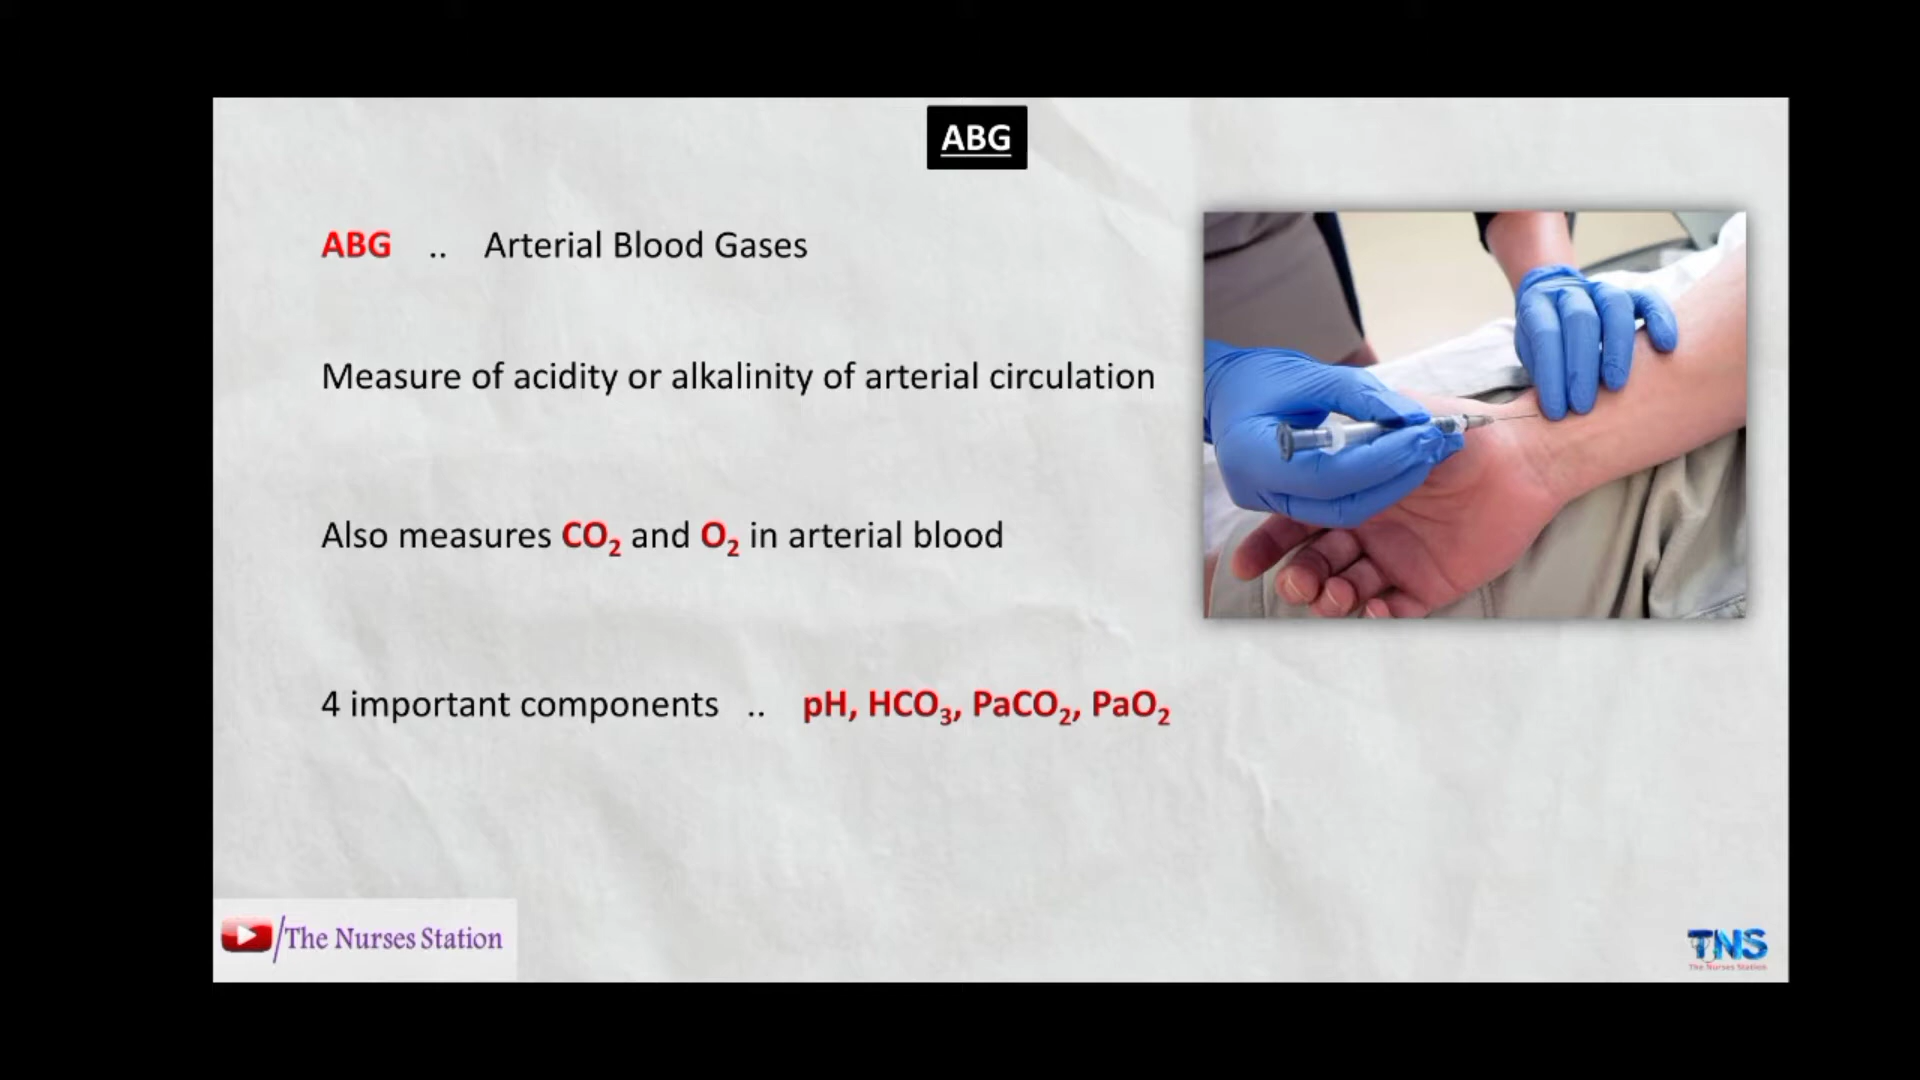 ABG
ABG .. Arterial Blood Gases
Measure of acidity or alkalinity of arterial circulation
Also measures CO₂ and O₂ in arterial blood
4 important components .. pH, HCO₃, PaCO₂, PaO₂
/The Nurses Station
TNS
The Nurses Station